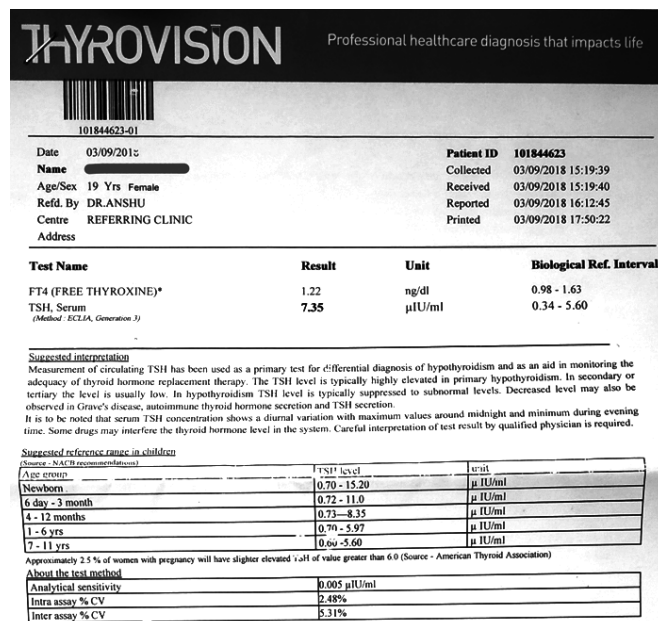 THYROVISION Professional healthcare diagnosis that impacts life
101844623-01
Date 03/09/2018 Patient ID 101844623
Name Collected 03/09/2018 15:19:39
Age/Sex 19 Yrs Female Received 03/09/2018 15:19:40
Refd. By DR.ANSHU Reported 03/09/2018 16:12:45
Centre REFERRING CLINIC Printed 03/09/2018 17:50:22
Address
Test Name Result Unit Biological Ref. Interval
FT4 (FREE THYROXINE)* 1.22 ng/dl 0.98 - 1.63
TSH, Serum 7.35 µIU/ml 0.34 - 5.60
(Method : ECLIA, Generation 3)
Suggested interpretation
Measurement of circulating TSH has been used as a primary test for differential diagnosis of hypothyroidism and as an aid in monitoring the
adequacy of thyroid hormone replacement therapy. The TSH level is typically highly elevated in primary hypothyroidism. In secondary or
tertiary the level is usually low. In hypothyroidism TSH level is typically suppressed to subnormal levels. Decreased level may also be
observed in Grave's disease, autoimmune thyroid hormone secretion and TSH secretion.
It is to be noted that serum TSH concentration shows a diurnal variation with maximum values around midnight and minimum during evening
time. Some drugs may interfere the thyroid hormone level in the system. Careful interpretation of test result by qualified physician is required.
Suggested reference range in children
(Source - NACB recommendations)
Age group TSH level unit
Newborn 0.70 - 15.20 µ IU/ml
6 day - 3 month 0.72 - 11.0 µ IU/ml
4 - 12 months 0.73—8.35 µ IU/ml
1 - 6 yrs 0.70 - 5.97 µ IU/ml
7 - 11 yrs 0.60 -5.60 µ IU/ml
Approximately 2.5 % of women with pregnancy will have slighter elevated TSH of value greater than 6.0 (Source - American Thyroid Association)
About the test method
Analytical sensitivity 0.005 µIU/ml
Intra assay % CV 2.48%
Inter assay % CV 5.31%